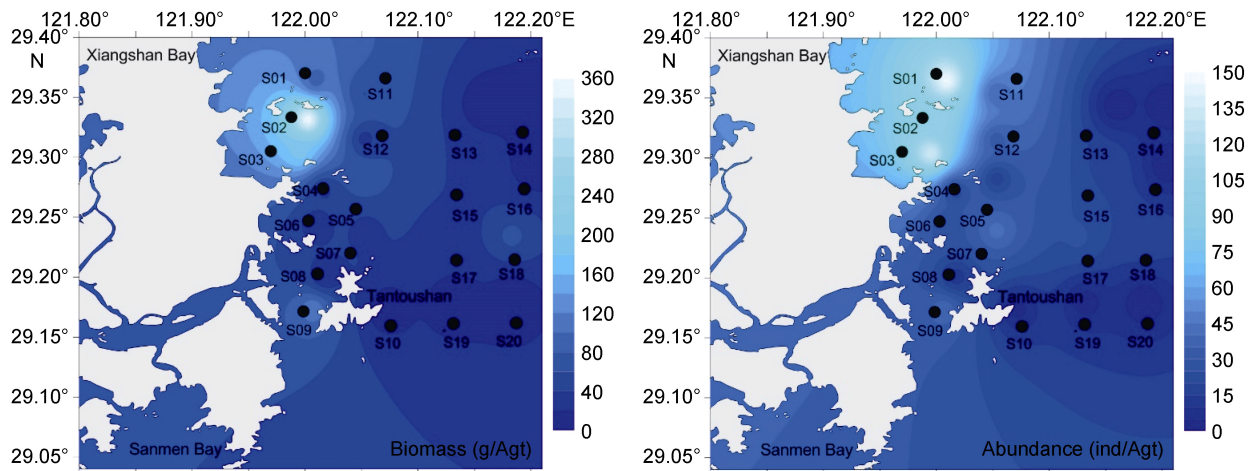 121.80° 121.90° 122.00° 122.10° 122.20°E
29.40°
N
29.35°
29.30°
29.25°
29.20°
29.15°
29.10°
29.05°
Xiangshan Bay
S01
S11
S02
S12
S13
S14
S03
S04
S05
S15
S16
S06
S07
S08
S17
S18
Tantoushan
S09
S10
S19
S20
Sanmen Bay
Biomass (g/Agt)
360
320
280
240
200
160
120
80
40
0
121.80° 121.90° 122.00° 122.10° 122.20°E
29.40°
N
29.35°
29.30°
29.25°
29.20°
29.15°
29.10°
29.05°
Xiangshan Bay
S01
S11
S02
S12
S13
S14
S03
S04
S05
S15
S16
S06
S07
S08
S17
S18
Tantoushan
S09
S10
S19
S20
Sanmen Bay
Abundance (ind/Agt)
150
135
120
105
90
75
60
45
30
15
0